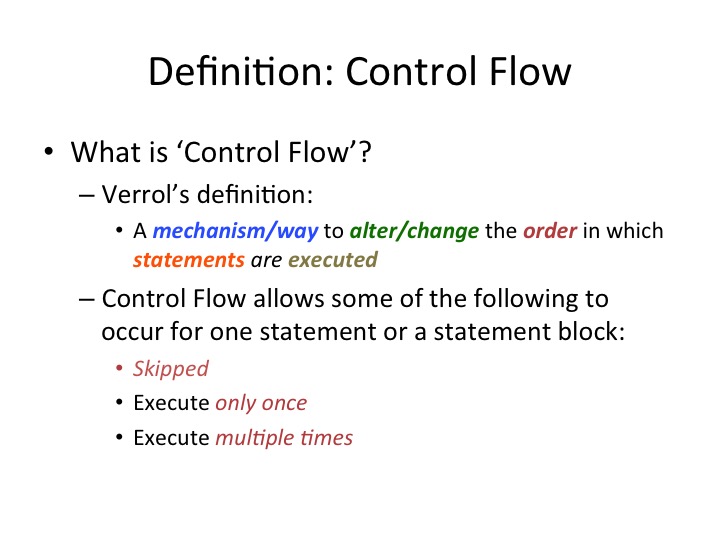 Definition: Control Flow
• What is ‘Control Flow’?
– Verrol’s definition:
• A mechanism/way to alter/change the order in which
statements are executed
– Control Flow allows some of the following to
occur for one statement or a statement block:
• Skipped
• Execute only once
• Execute multiple times